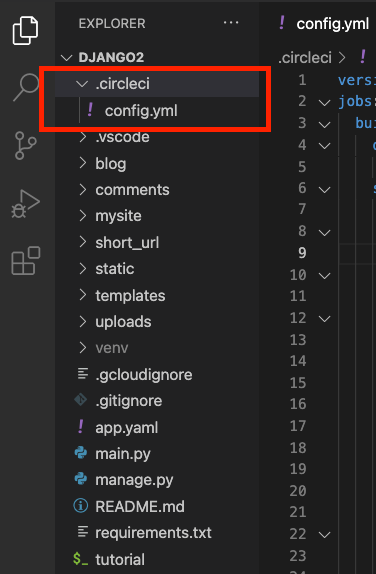 EXPLORER
DJANGO2
.circleci
config.yml
.vscode
blog
comments
mysite
short_url
static
templates
uploads
venv
.gcloudignore
.gitignore
app.yaml
main.py
manage.py
README.md
requirements.txt
tutorial
config.yml
.circleci
1 versi
2 jobs:
3 bui
4
5
6
7
8
9
10
11
12
13
14
15
16
17
18
19
20
21
22
23
24